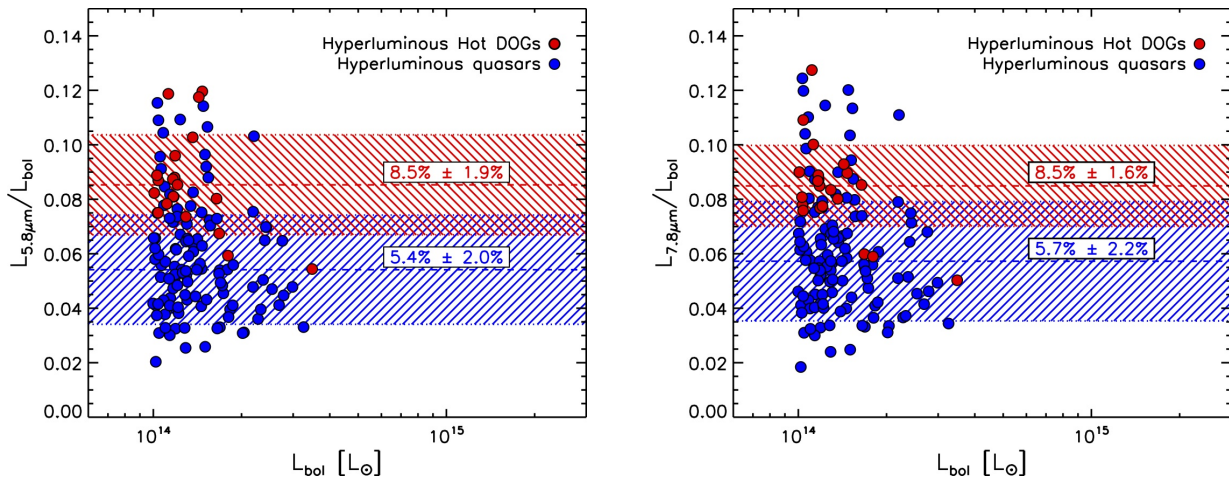 0.14
0.12
0.10
0.08
0.06
0.04
0.02
0.00
L5.8μm/Lbol
Hyperluminous Hot DOGs
Hyperluminous quasars
8.5% ± 1.9%
5.4% ± 2.0%
10^14
10^15
Lbol [L⊙]
0.14
0.12
0.10
0.08
0.06
0.04
0.02
0.00
L7.8μm/Lbol
Hyperluminous Hot DOGs
Hyperluminous quasars
8.5% ± 1.6%
5.7% ± 2.2%
10^14
10^15
Lbol [L⊙]